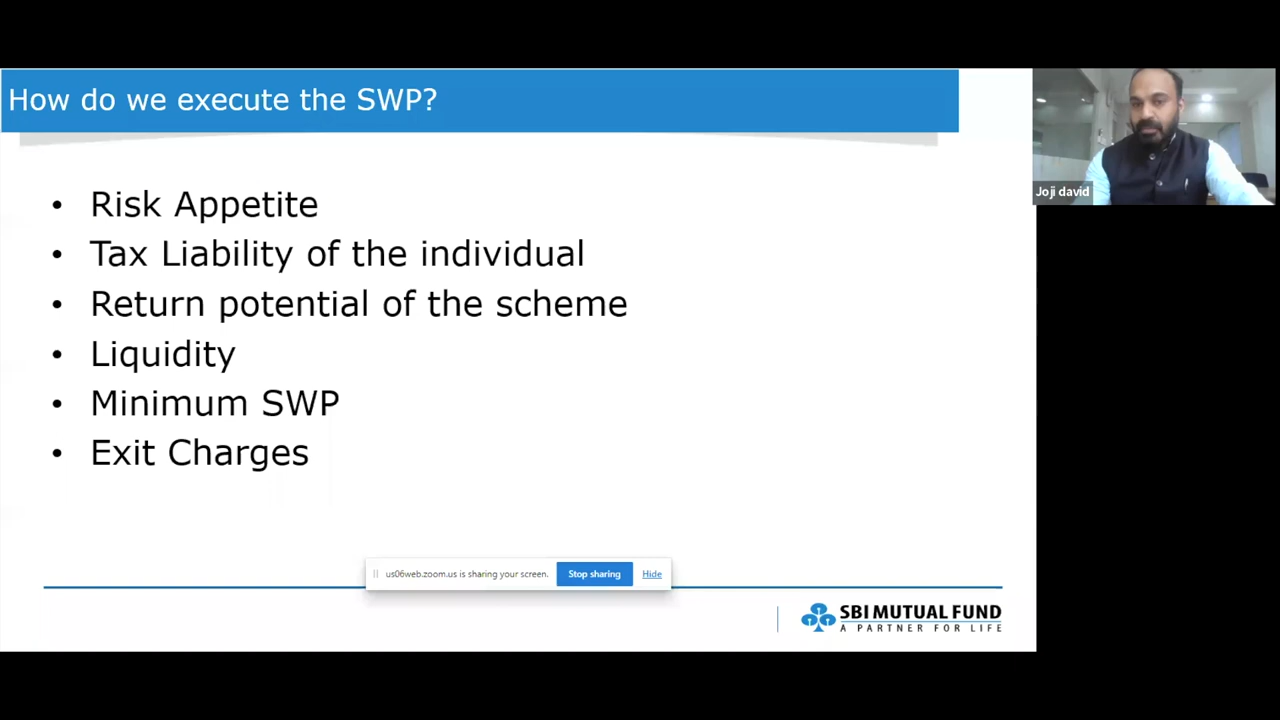 How do we execute the SWP?
Joji david
• Risk Appetite
• Tax Liability of the individual
• Return potential of the scheme
• Liquidity
• Minimum SWP
• Exit Charges
us06web.zoom.us is sharing your screen. Stop sharing Hide
SBI MUTUAL FUND
A PARTNER FOR LIFE